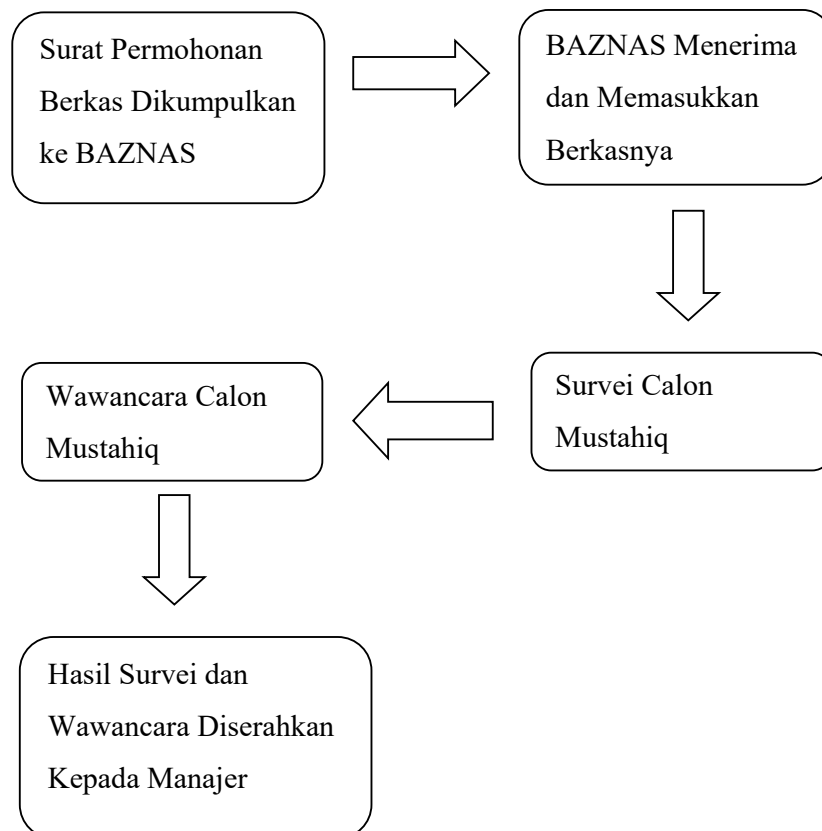 Surat Permohonan
Berkas Dikumpulkan
ke BAZNAS
BAZNAS Menerima
dan Memasukkan
Berkasnya
Survei Calon
Mustahiq
Wawancara Calon
Mustahiq
Hasil Survei dan
Wawancara Diserahkan
Kepada Manajer